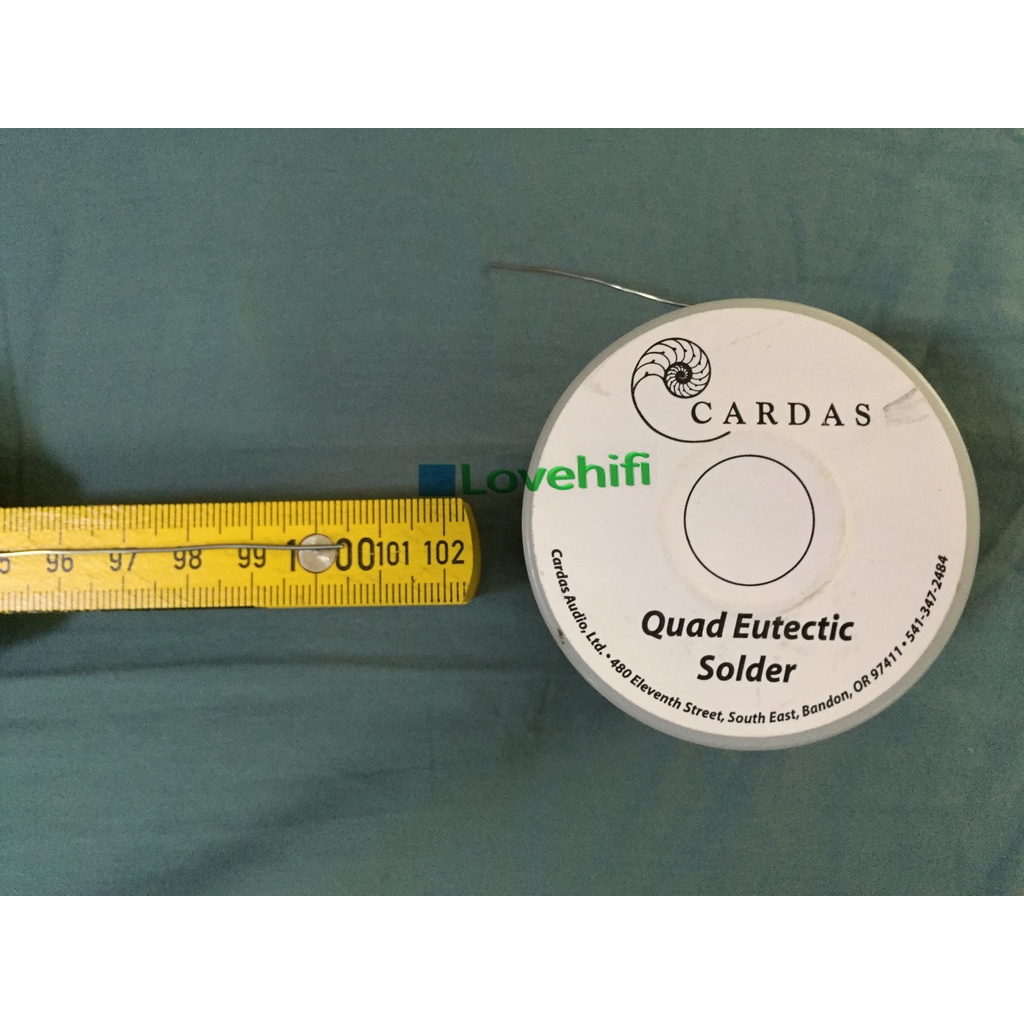 CARDAS
Lovehifi
96 97 98 99 100 101 102
Quad Eutectic
Solder
Cardas Audio, Ltd. • 480 Eleventh Street, South East, Bandon, OR 97411 • 541-347-2484